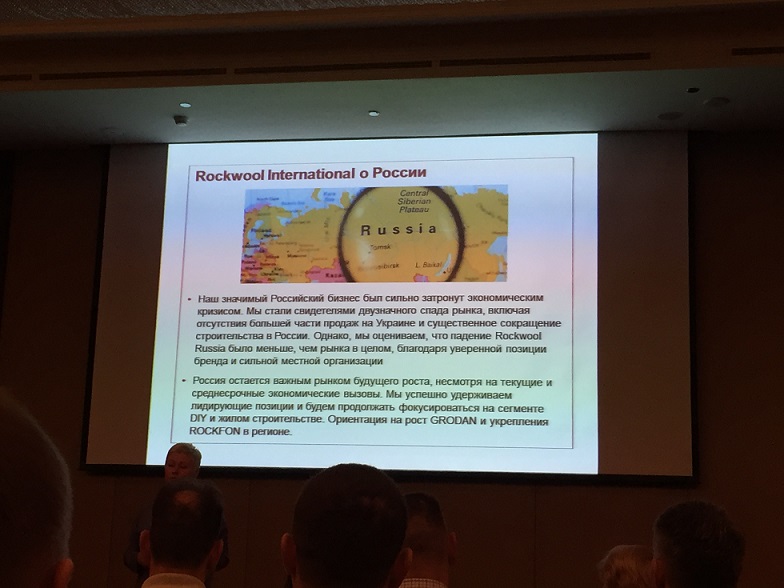 Rockwool International о России
Central
Siberian
Plateau
Russia
Tomsk
L. Baikal
• Наш значимый Российский бизнес был сильно затронут экономическим
кризисом. Мы стали свидетелями двузначного спада рынка, включая
отсутствия большей части продаж на Украине и существенное сокращение
строительства в России. Однако, мы оцениваем, что падение Rockwool
Russia было меньше, чем рынка в целом, благодаря уверенной позиции
бренда и сильной местной организации
• Россия остается важным рынком будущего роста, несмотря на текущие и
среднесрочные экономические вызовы. Мы успешно удерживаем
лидирующие позиции и будем продолжать фокусироваться на сегменте
DIY и жилом строительстве. Ориентация на рост GRODAN и укрепления
ROCKFON в регионе.